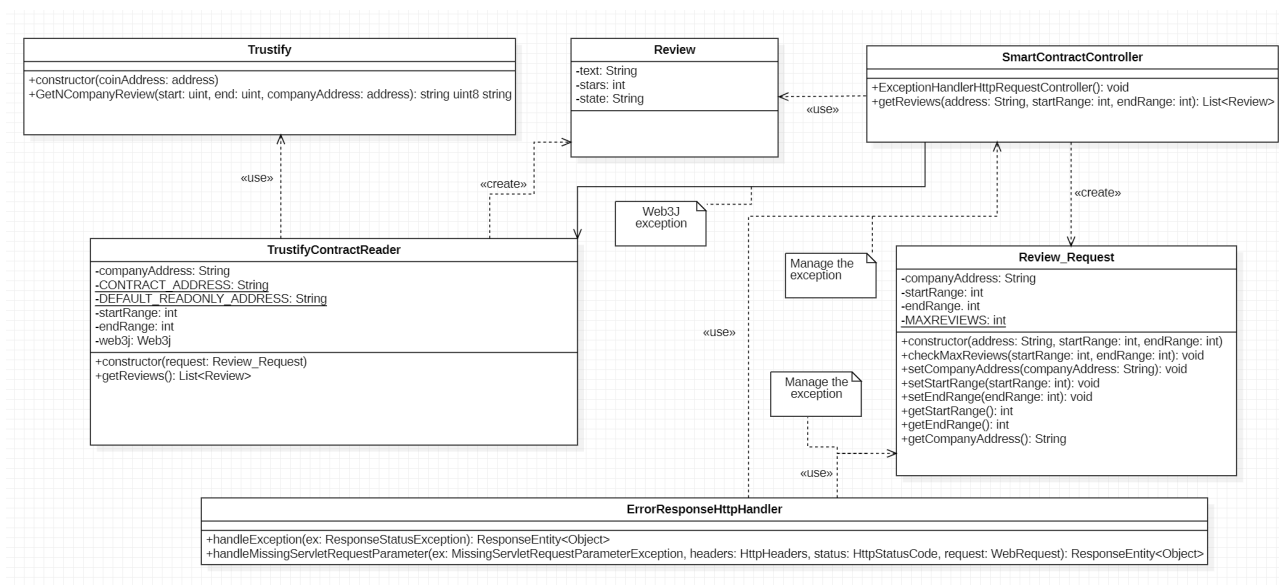 Trustify
+constructor(coinAddress: address)
+GetNCompanyReview(start: uint, end: uint, companyAddress: address): string uint8 string
Review
-text: String
-stars: int
-state: String
SmartContractController
+ExceptionHandlerHttpRequestController(): void
+getReviews(address: String, startRange: int, endRange: int): List<Review>
«use»
«use»
«create»
«create»
Web3J
exception
Manage the
exception
TrustifyContractReader
-companyAddress: String
-CONTRACT_ADDRESS: String
-DEFAULT_READONLY_ADDRESS: String
-startRange: int
-endRange: int
-web3j: Web3j
+constructor(request: Review_Request)
+getReviews(): List<Review>
Review_Request
-companyAddress: String
-startRange: int
-endRange. int
-MAXREVIEWS: int
+constructor(address: String, startRange: int, endRange: int)
+checkMaxReviews(startRange: int, endRange: int): void
+setCompanyAddress(companyAddress: String): void
+setStartRange(startRange: int): void
+setEndRange(endRange: int): void
+getStartRange(): int
+getEndRange(): int
+getCompanyAddress(): String
«use»
Manage the
exception
«use»
ErrorResponseHttpHandler
+handleException(ex: ResponseStatusException): ResponseEntity<Object>
+handleMissingServletRequestParameter(ex: MissingServletRequestParameterException, headers: HttpHeaders, status: HttpStatusCode, request: WebRequest): ResponseEntity<Object>